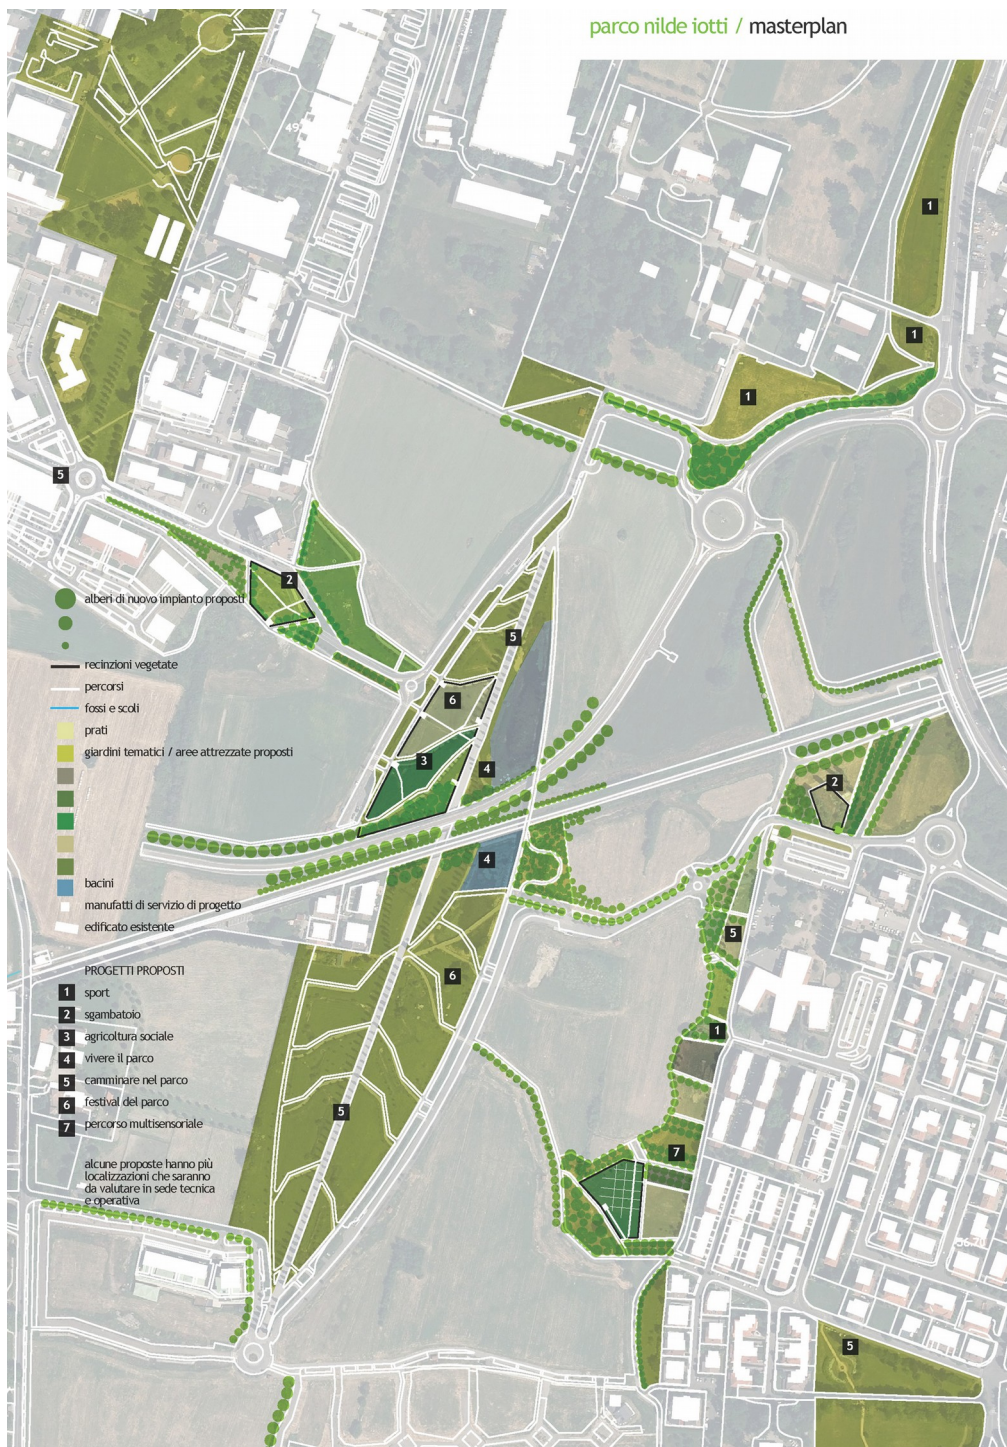 parco nilde iotti / masterplan
1
1
1
5
2
alberi di nuovo impianto proposti
5
recinzioni vegetate
percorsi
6
fossi e scoli
prati
giardini tematici / aree attrezzate proposti
3
4
2
4
bacini
manufatti di servizio di progetto
edificato esistente
5
PROGETTI PROPOSTI
6
1 sport
2 sgambatoio
1
3 agricoltura sociale
4 vivere il parco
5 camminare nel parco
6 festival del parco
5
7 percorso multisensoriale
7
alcune proposte hanno più
localizzazioni che saranno
da valutare in sede tecnica
e operativa
5